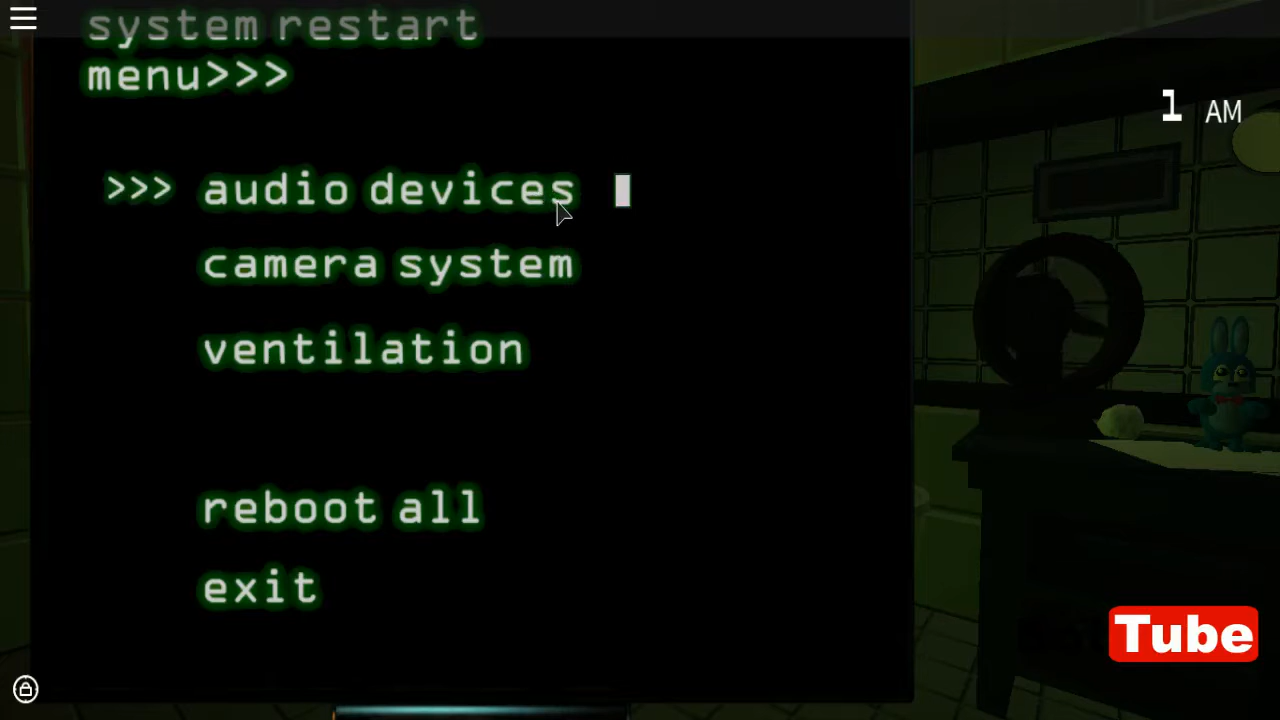 system restart
menu>>>
1 AM
>>> audio devices
camera system
ventilation
reboot all
exit
Tube